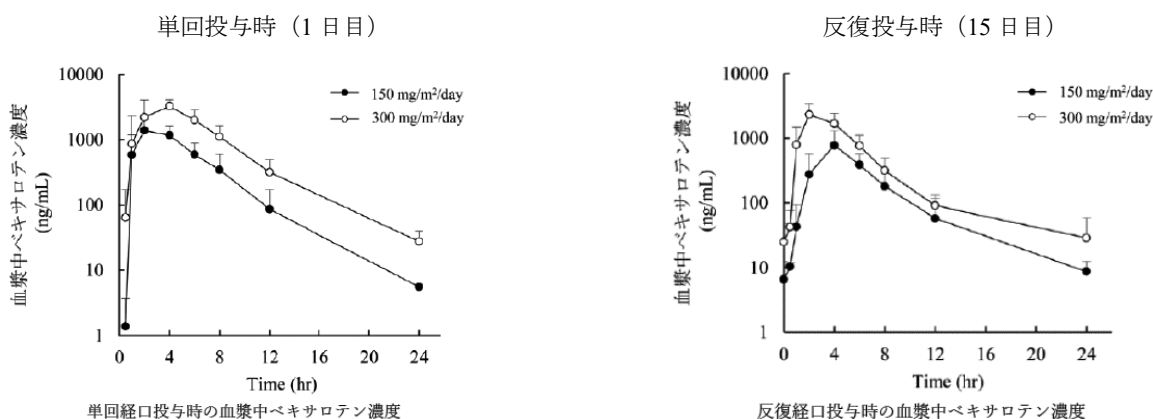 単回投与時（1 日目）
10000
1000
100
10
1
血漿中ベキサロテン濃度
(ng/mL)
150 mg/m²/day
300 mg/m²/day
0 4 8 12 16 20 24
Time (hr)
単回経口投与時の血漿中ベキサロテン濃度
反復投与時（15 日目）
10000
1000
100
10
1
血漿中ベキサロテン濃度
(ng/mL)
150 mg/m²/day
300 mg/m²/day
0 4 8 12 16 20 24
Time (hr)
反復経口投与時の血漿中ベキサロテン濃度